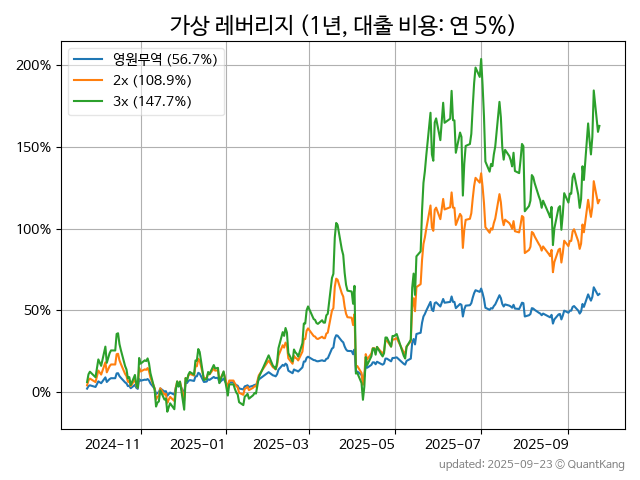 가상 레버리지 (1년, 대출 비용: 연 5%)
영원무역 (56.7%)
2x (108.9%)
3x (147.7%)
200%
150%
100%
50%
0%
2024-11
2025-01
2025-03
2025-05
2025-07
2025-09
updated: 2025-09-23 © QuantKang